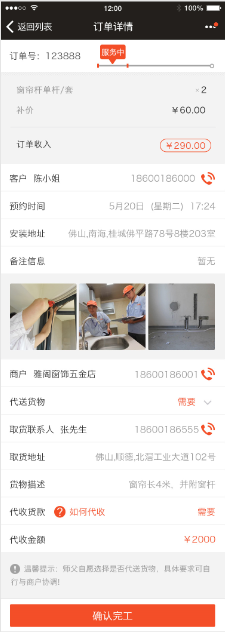 12:00
100%
返回列表 订单详情
订单号：123888 服务中
窗帘杆单杆/套 ×2
补价 ￥60.00
订单收入 ￥290.00
客户 陈小姐 18600186000
预约时间 5月20日（星期二）17:24
安装地址 佛山,南海,桂城佛平路78号8楼203室
备注信息 暂无
商户 雅阁窗饰五金店 18600186001
代送货物 需要
取货联系人 张先生 18600186555
取货地址 佛山,顺德,北滘工业大道102号
货物描述 窗帘长4米，并附窗杆
代收货款 ? 如何代收 需要
代收金额 ￥2000
温馨提示：师父自愿选择是否代送货物，具体要求可自
行与商户协调!
确认完工